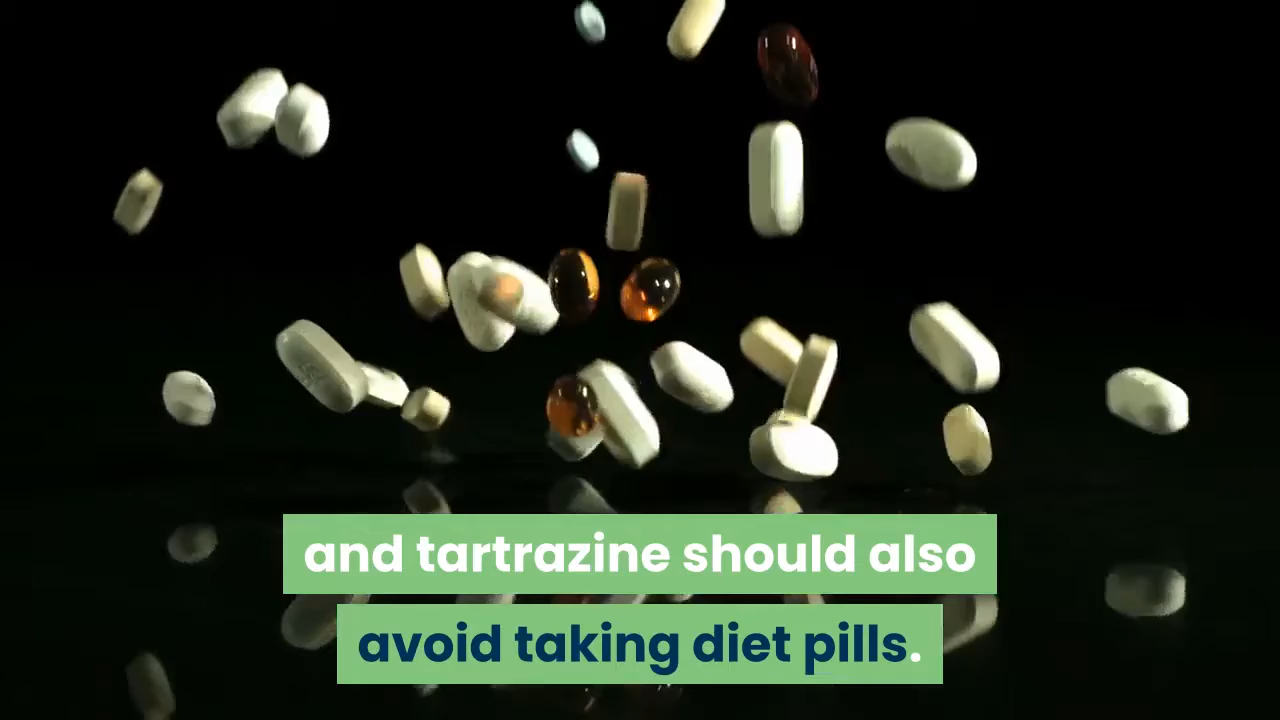 and tartrazine should also
avoid taking diet pills.